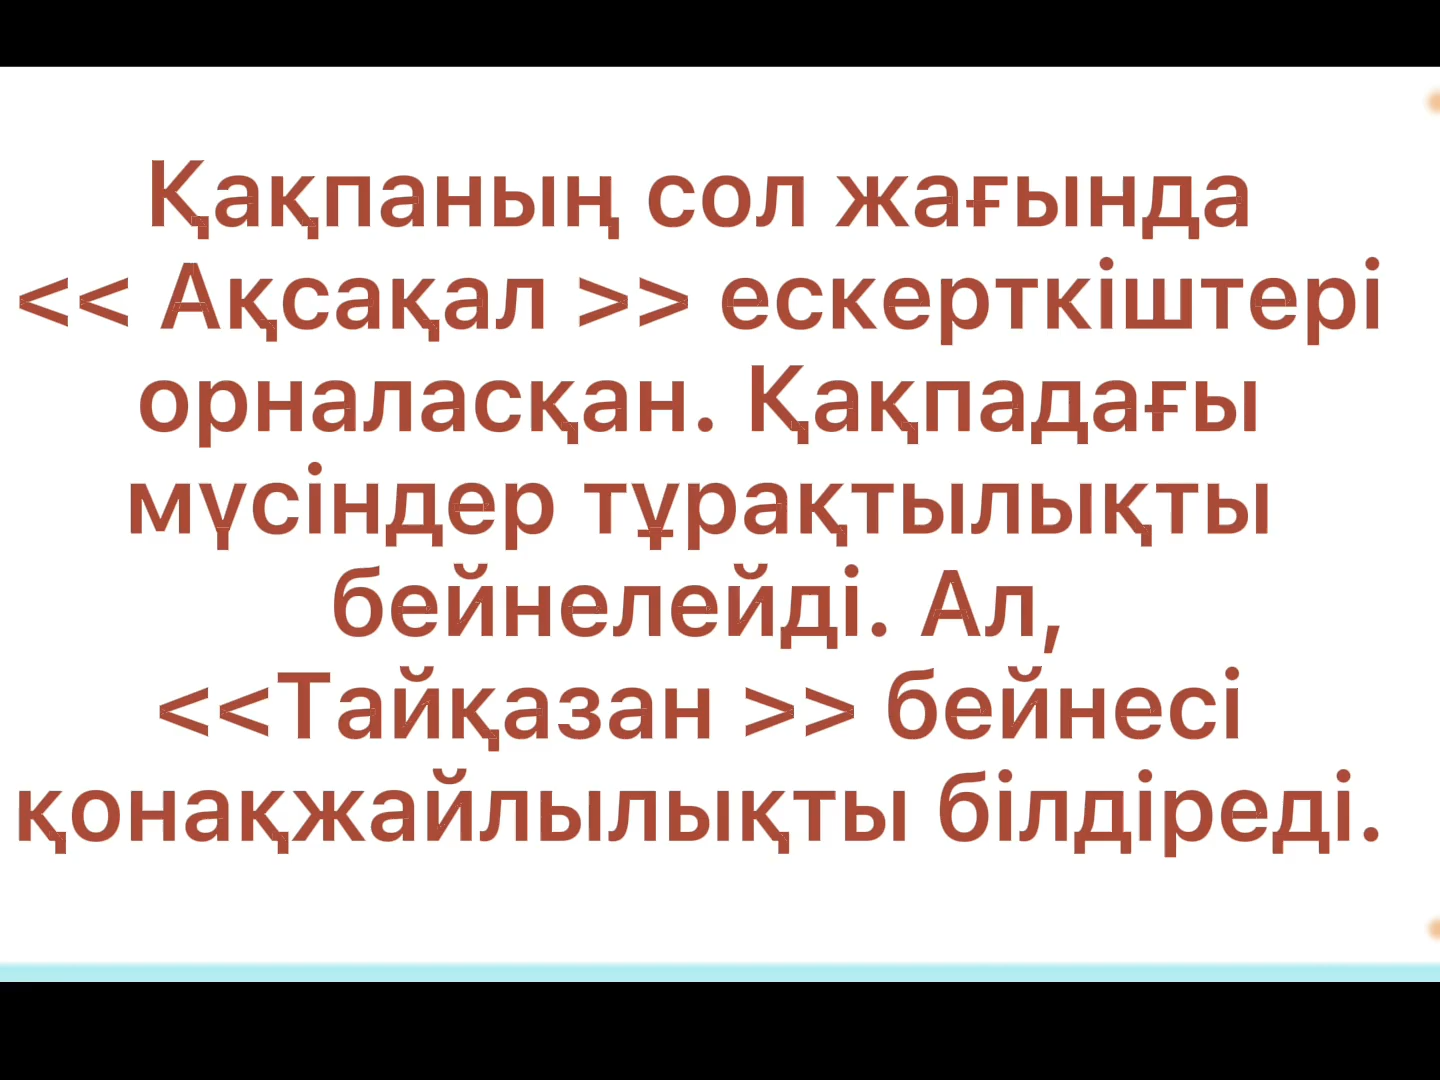 Қақпаның сол жағында
<< Ақсақал >> ескерткіштері
орналасқан. Қақпадағы
мүсіндер тұрақтылықты
бейнелейді. Ал,
<<Тайқазан >> бейнесі
қонақжайлылықты білдіреді.